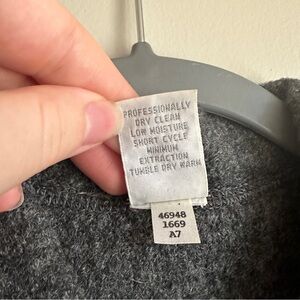 PROFESSIONALLY
DRY CLEAN
LOW MOISTURE
SHORT CYCLE
MINIMUM
EXTRACTION
TUMBLE DRY WARM
46948
1669
A7